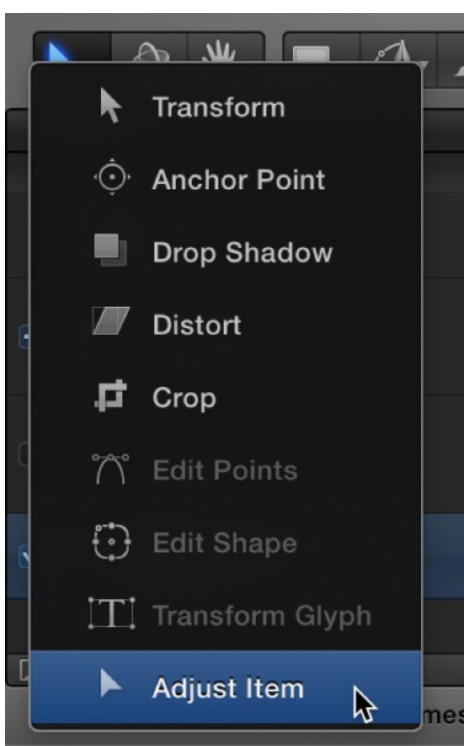 Transform
Anchor Point
Drop Shadow
Distort
Crop
Edit Points
Edit Shape
Transform Glyph
Adjust Item